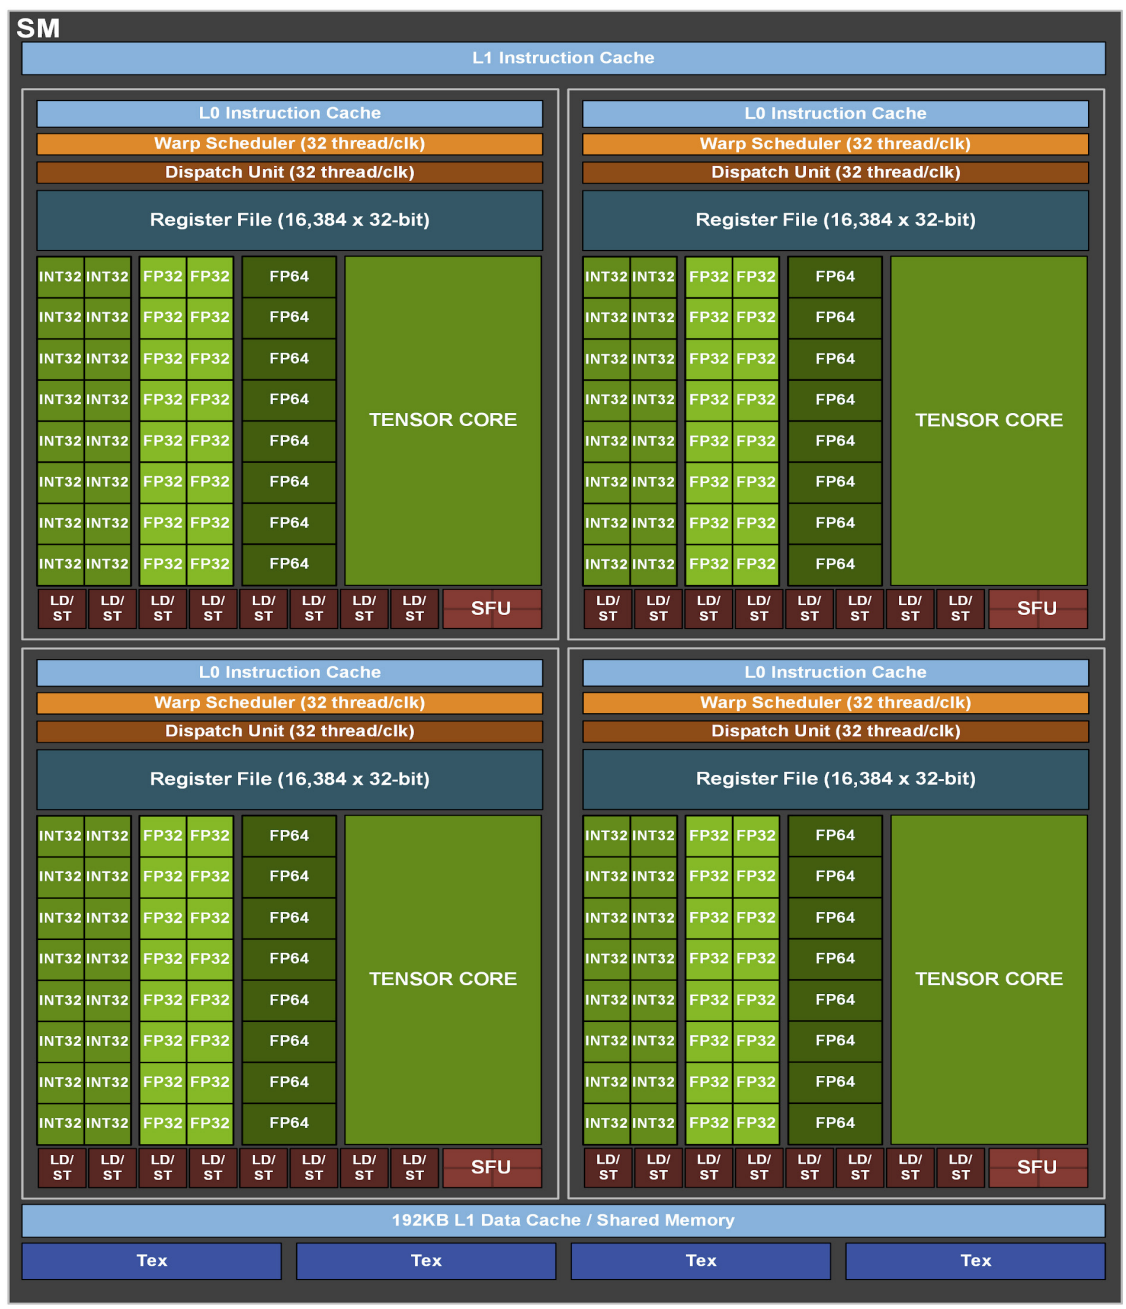 SM
L1 Instruction Cache
L0 Instruction Cache L0 Instruction Cache
Warp Scheduler (32 thread/clk) Warp Scheduler (32 thread/clk)
Dispatch Unit (32 thread/clk) Dispatch Unit (32 thread/clk)
Register File (16,384 x 32-bit) Register File (16,384 x 32-bit)
INT32 INT32 FP32 FP32 FP64 INT32 INT32 FP32 FP32 FP64
INT32 INT32 FP32 FP32 FP64 INT32 INT32 FP32 FP32 FP64
INT32 INT32 FP32 FP32 FP64 INT32 INT32 FP32 FP32 FP64
INT32 INT32 FP32 FP32 FP64 INT32 INT32 FP32 FP32 FP64
TENSOR CORE TENSOR CORE
INT32 INT32 FP32 FP32 FP64 INT32 INT32 FP32 FP32 FP64
INT32 INT32 FP32 FP32 FP64 INT32 INT32 FP32 FP32 FP64
INT32 INT32 FP32 FP32 FP64 INT32 INT32 FP32 FP32 FP64
INT32 INT32 FP32 FP32 FP64 INT32 INT32 FP32 FP32 FP64
LD/ LD/ LD/ LD/ LD/ LD/ LD/ LD/ SFU LD/ LD/ LD/ LD/ LD/ LD/ LD/ LD/ SFU
ST ST ST ST ST ST ST ST ST ST ST ST ST ST ST ST
L0 Instruction Cache L0 Instruction Cache
Warp Scheduler (32 thread/clk) Warp Scheduler (32 thread/clk)
Dispatch Unit (32 thread/clk) Dispatch Unit (32 thread/clk)
Register File (16,384 x 32-bit) Register File (16,384 x 32-bit)
INT32 INT32 FP32 FP32 FP64 INT32 INT32 FP32 FP32 FP64
INT32 INT32 FP32 FP32 FP64 INT32 INT32 FP32 FP32 FP64
INT32 INT32 FP32 FP32 FP64 INT32 INT32 FP32 FP32 FP64
INT32 INT32 FP32 FP32 FP64 INT32 INT32 FP32 FP32 FP64
TENSOR CORE TENSOR CORE
INT32 INT32 FP32 FP32 FP64 INT32 INT32 FP32 FP32 FP64
INT32 INT32 FP32 FP32 FP64 INT32 INT32 FP32 FP32 FP64
INT32 INT32 FP32 FP32 FP64 INT32 INT32 FP32 FP32 FP64
INT32 INT32 FP32 FP32 FP64 INT32 INT32 FP32 FP32 FP64
LD/ LD/ LD/ LD/ LD/ LD/ LD/ LD/ SFU LD/ LD/ LD/ LD/ LD/ LD/ LD/ LD/ SFU
ST ST ST ST ST ST ST ST ST ST ST ST ST ST ST ST
192KB L1 Data Cache / Shared Memory
Tex Tex Tex Tex